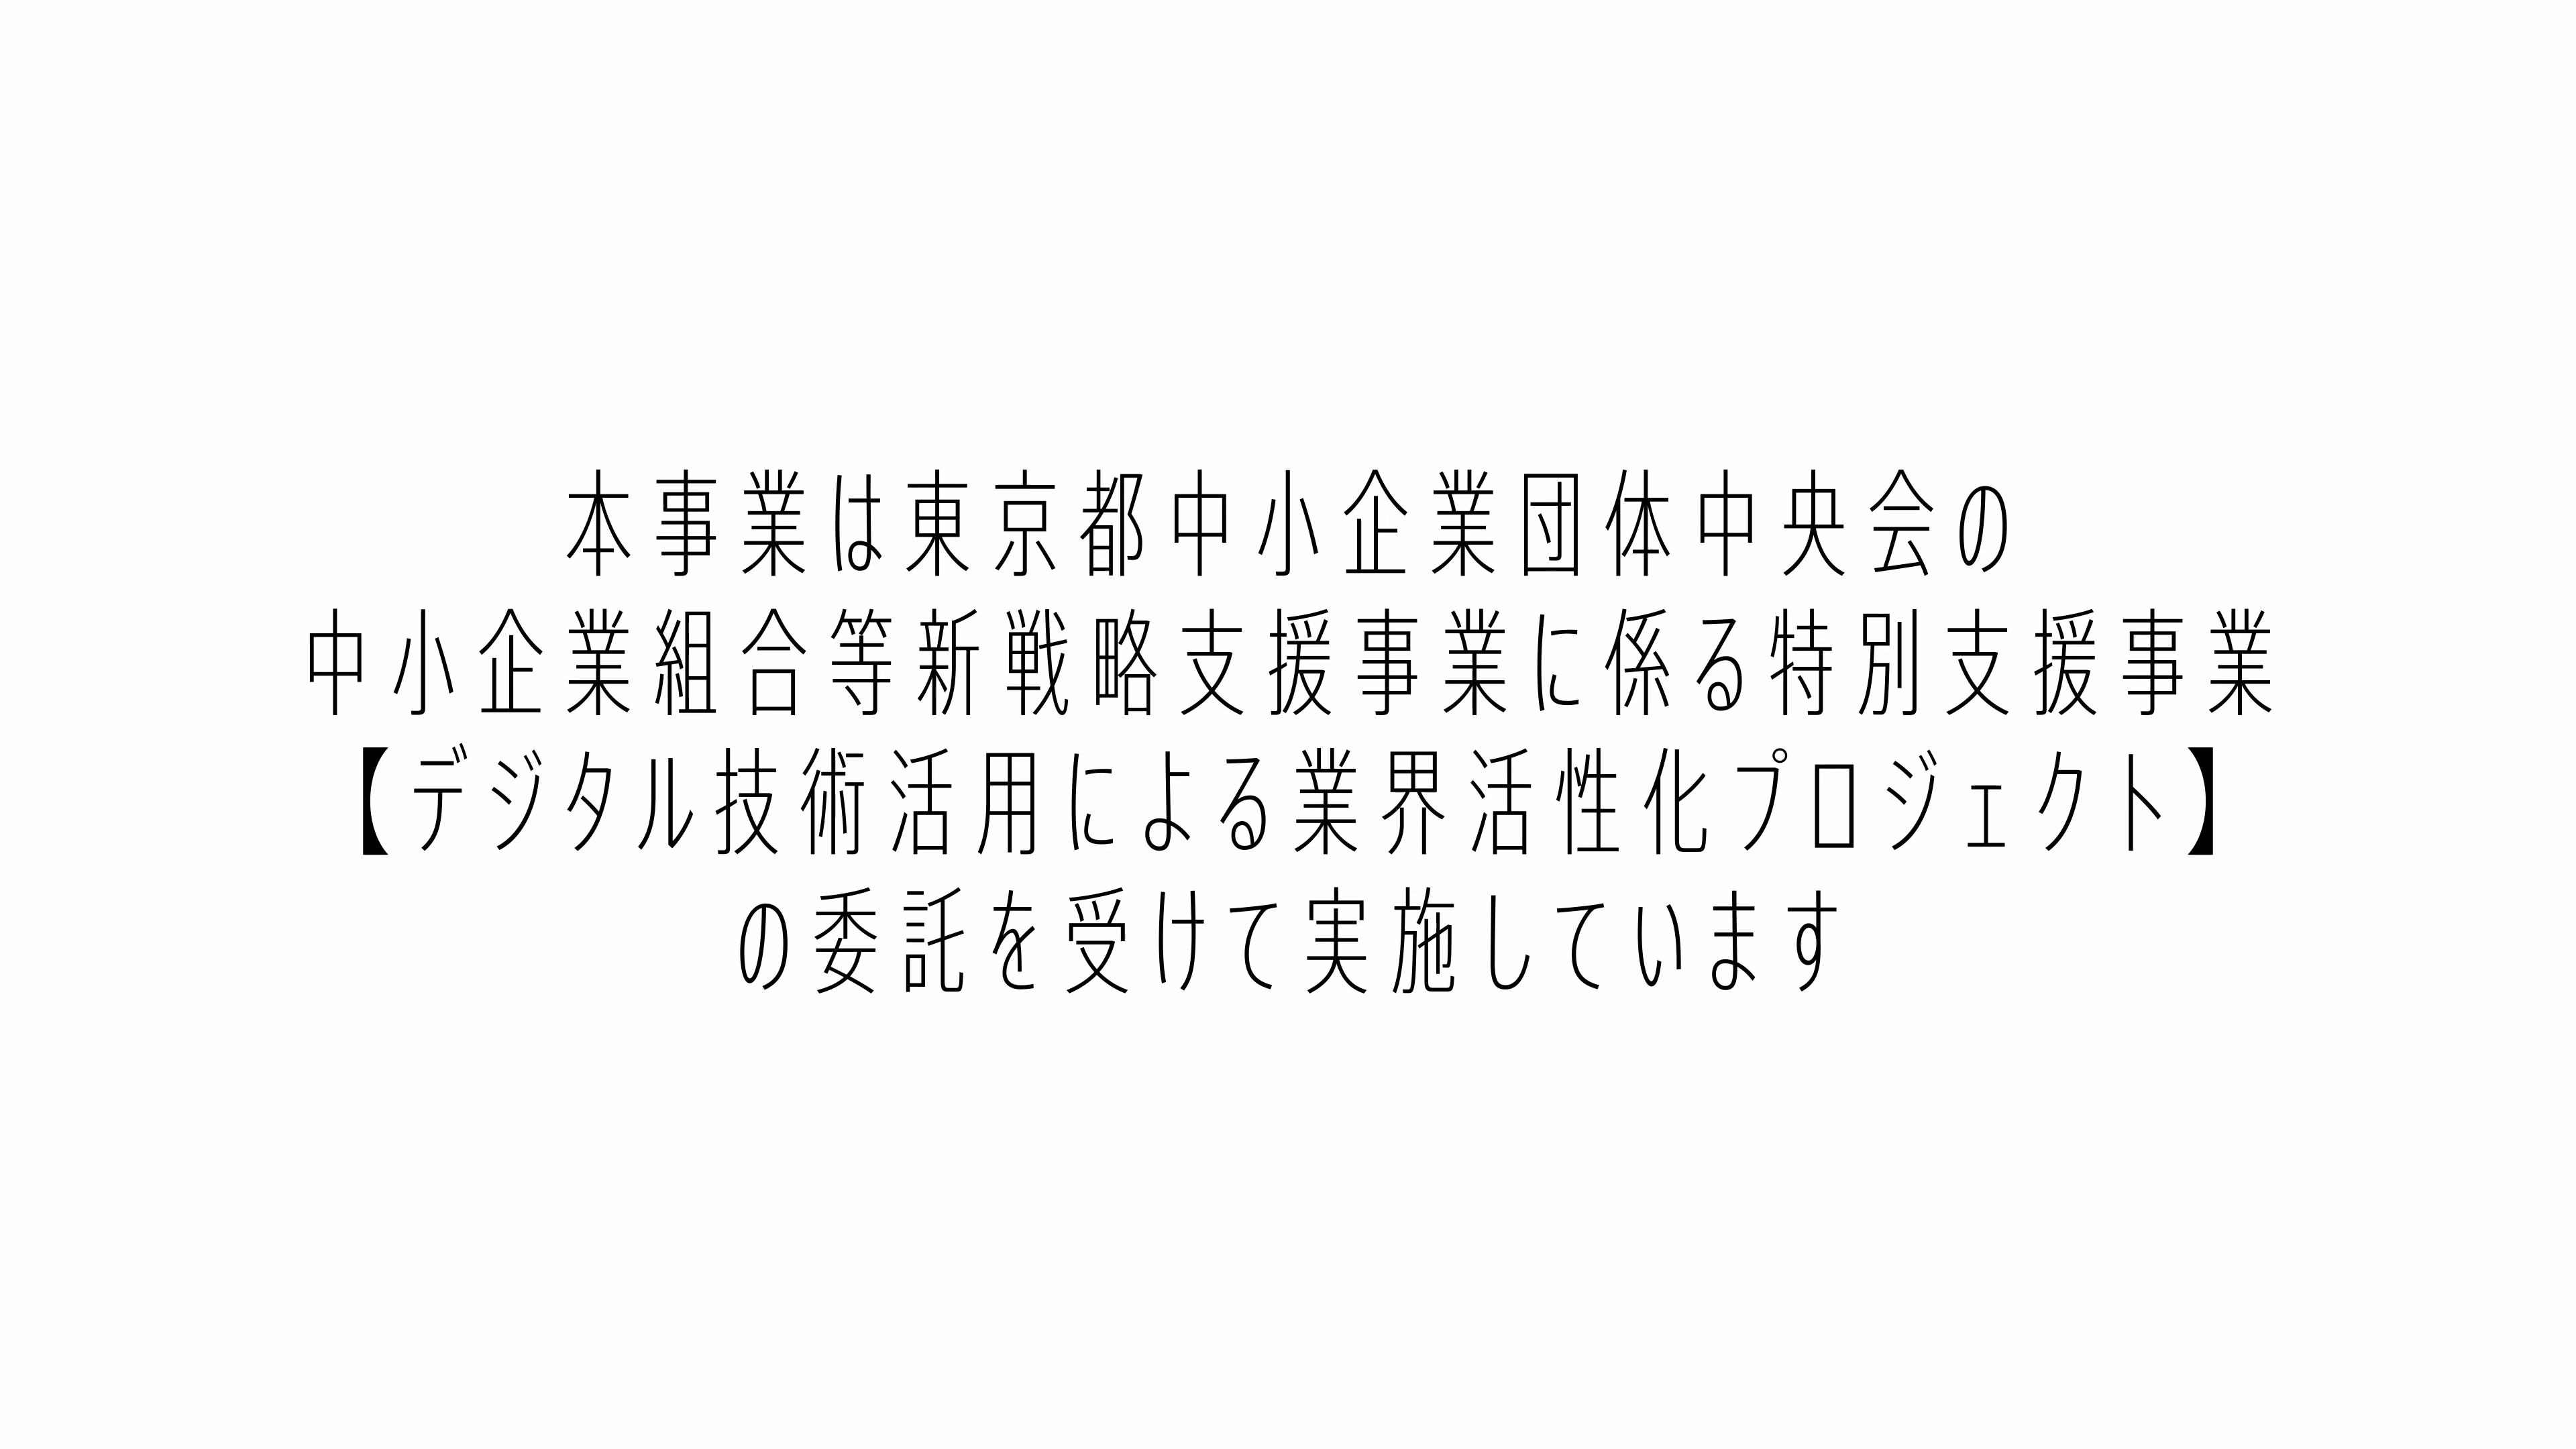 本事業は東京都中小企業団体中央会の
中小企業組合等新戦略支援事業に係る特別支援事業
【デジタル技術活用による業界活性化プロジェクト】
の委託を受けて実施しています